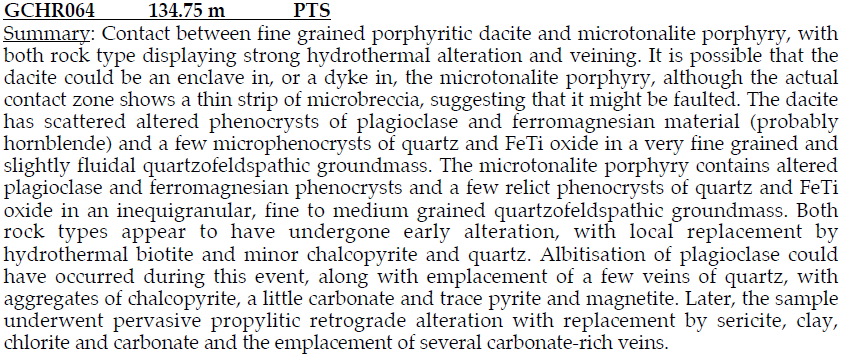 GCHR064 134.75 m PTS
Summary: Contact between fine grained porphyritic dacite and microtonalite porphyry, with
both rock type displaying strong hydrothermal alteration and veining. It is possible that the
dacite could be an enclave in, or a dyke in, the microtonalite porphyry, although the actual
contact zone shows a thin strip of microbreccia, suggesting that it might be faulted. The dacite
has scattered altered phenocrysts of plagioclase and ferromagnesian material (probably
hornblende) and a few microphenocrysts of quartz and FeTi oxide in a very fine grained and
slightly fluidal quartzofeldspathic groundmass. The microtonalite porphyry contains altered
plagioclase and ferromagnesian phenocrysts and a few relict phenocrysts of quartz and FeTi
oxide in an inequigranular, fine to medium grained quartzofeldspathic groundmass. Both
rock types appear to have undergone early alteration, with local replacement by
hydrothermal biotite and minor chalcopyrite and quartz. Albitisation of plagioclase could
have occurred during this event, along with emplacement of a few veins of quartz, with
aggregates of chalcopyrite, a little carbonate and trace pyrite and magnetite. Later, the sample
underwent pervasive propylitic retrograde alteration with replacement by sericite, clay,
chlorite and carbonate and the emplacement of several carbonate-rich veins.